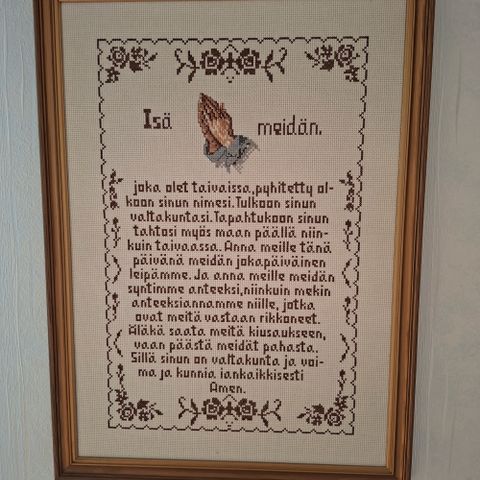 Isä meidän.
joka olet taivaissa, pyhitetty ol-
koon sinun nimesi. Tulkoon sinun
valtakuntasi. Tapahtukoon sinun
tahtosi myös maan päällä niin-
kuin taivaassa. Anna meille tänä
päivänä meidän jokapäiväinen
leipämme. Ja anna meille meidän
syntimme anteeksi, niinkuin mekin
anteeksiannamme niille, jotka
ovat meitä vastaan rikkoneet.
Äläkä saata meitä kiusaukseen,
vaan päästä meidät pahasta.
Sillä sinun on valtakunta ja voi-
ma ja kunnia iankaikkisesti
Amen.